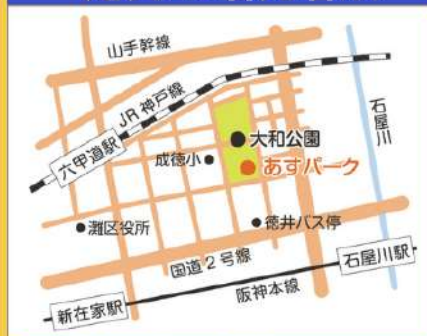 山手幹線
JR神戸線
六甲道駅
石屋川
大和公園
成徳小
あすパーク
灘区役所
徳井バス停
国道2号線
石屋川駅
新在家駅
阪神本線